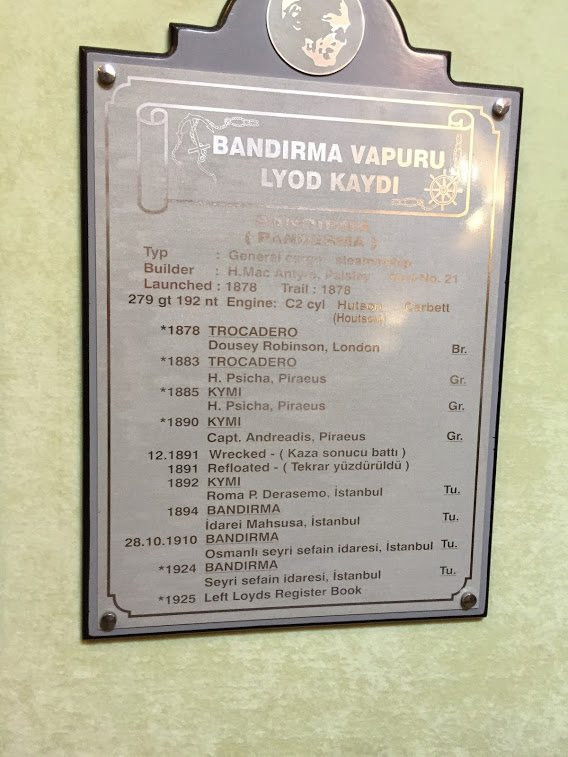 BANDIRMA VAPURU
LYOD KAYDI
( PANDERMA )
Typ : General cargo steamship
Builder : H.Mac Antyre, Paisley No. 21
Launched : 1878 Trail : 1878
279 gt 192 nt Engine: C2 cyl Hutson Corbett
(Houtson)
*1878 TROCADERO
Dousey Robinson, London Br.
*1883 TROCADERO
H. Psicha, Piraeus Gr.
*1885 KYMI
H. Psicha, Piraeus Gr.
*1890 KYMI
Capt. Andreadis, Piraeus Gr.
12.1891 Wrecked - ( Kaza sonucu battı )
1891 Refloated - ( Tekrar yüzdürüldü )
1892 KYMI
Roma P. Derasemo, İstanbul Tu.
1894 BANDIRMA
İdarei Mahsusa, İstanbul Tu.
28.10.1910 BANDIRMA
Osmanlı seyri sefain idaresi, İstanbul Tu.
*1924 BANDIRMA
Seyri sefain idaresi, İstanbul Tu.
*1925 Left Loyds Register Book